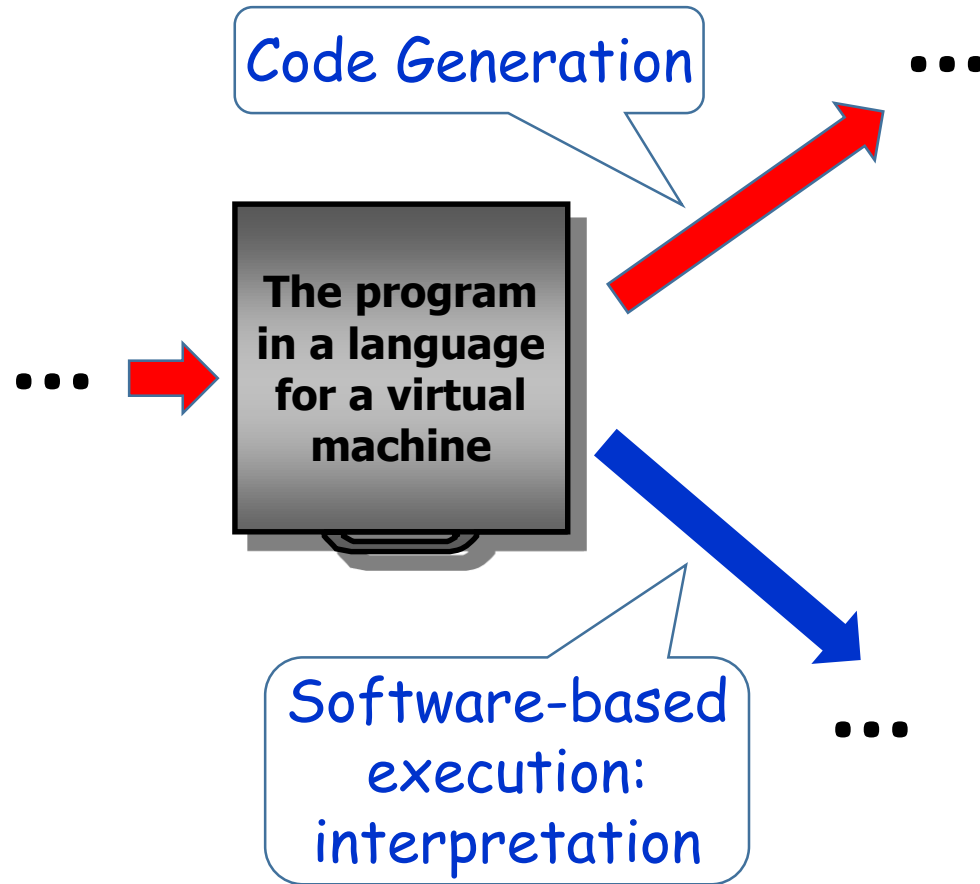 Code Generation
...
The program
in a language
for a virtual
machine
...
Software-based
execution:
interpretation
...